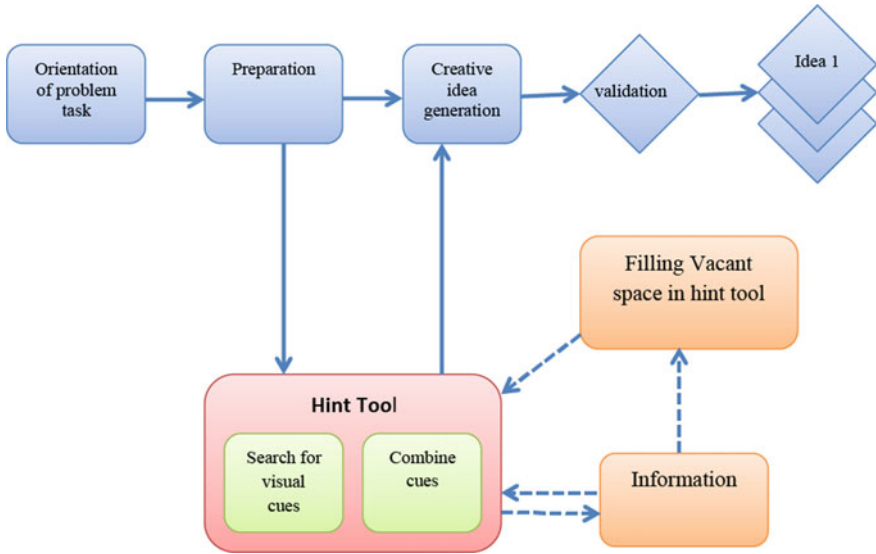 Orientation
of problem
task
Preparation
Creative
idea
generation
validation
Idea 1
Filling Vacant
space in hint tool
Hint Tool
Search for
visual
cues
Combine
cues
Information